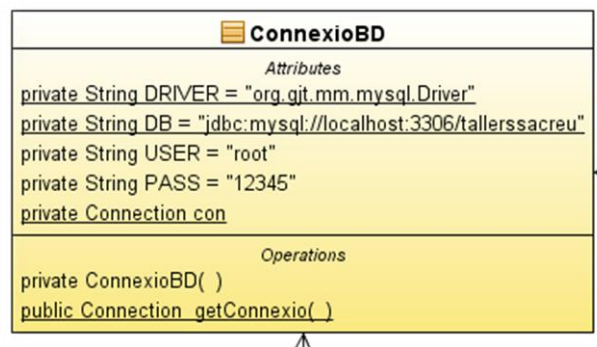 ConnexioBD
Attributes
private String DRIVER = "org.gjt.mm.mysql.Driver"
private String DB = "jdbc:mysql://localhost:3306/tallerssacreu"
private String USER = "root"
private String PASS = "12345"
private Connection con
Operations
private ConnexioBD( )
public Connection getConnexio( )